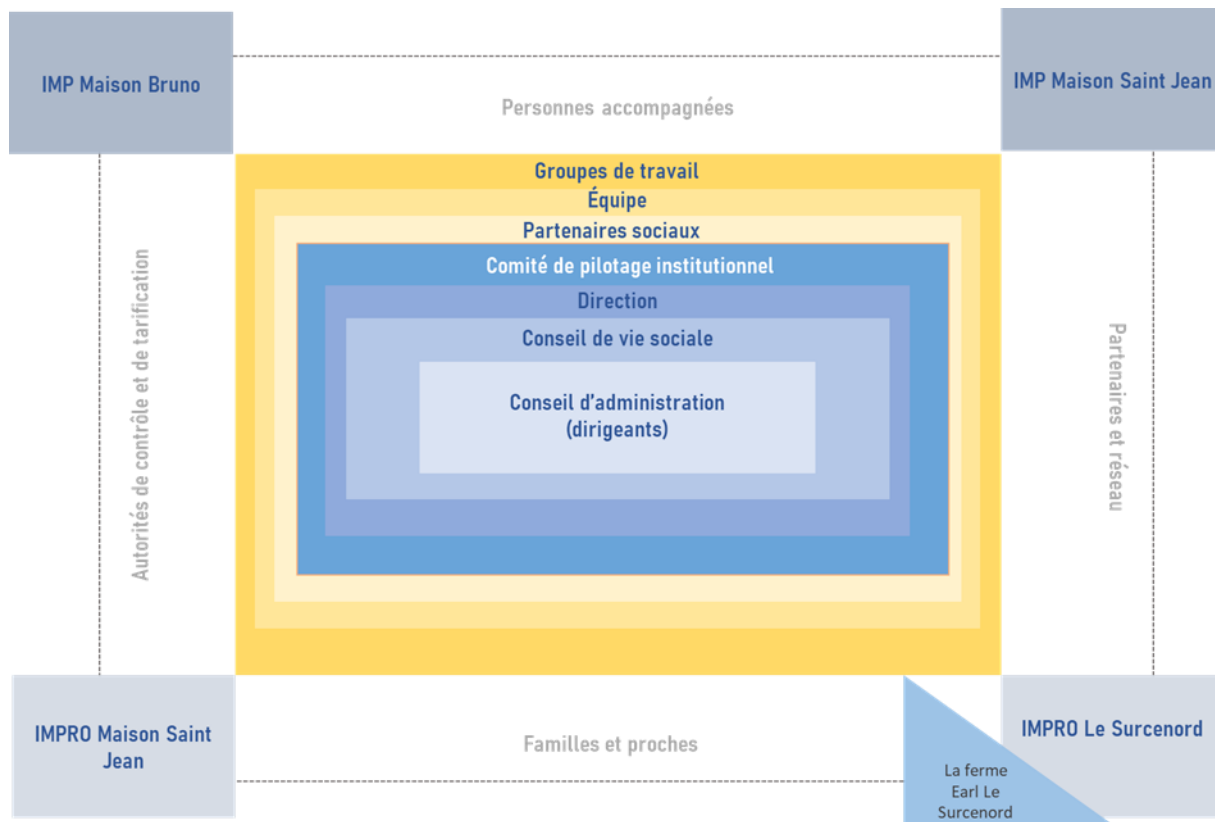 IMP Maison Bruno
IMP Maison Saint Jean
Personnes accompagnées
Groupes de travail
Équipe
Partenaires sociaux
Comité de pilotage institutionnel
Direction
Conseil de vie sociale
Conseil d'administration
(dirigeants)
Autorités de contrôle et de tarification
Partenaires et réseau
IMPRO Maison Saint
Jean
Familles et proches
IMPRO Le Surcenord
La ferme
Earl Le
Surcenord